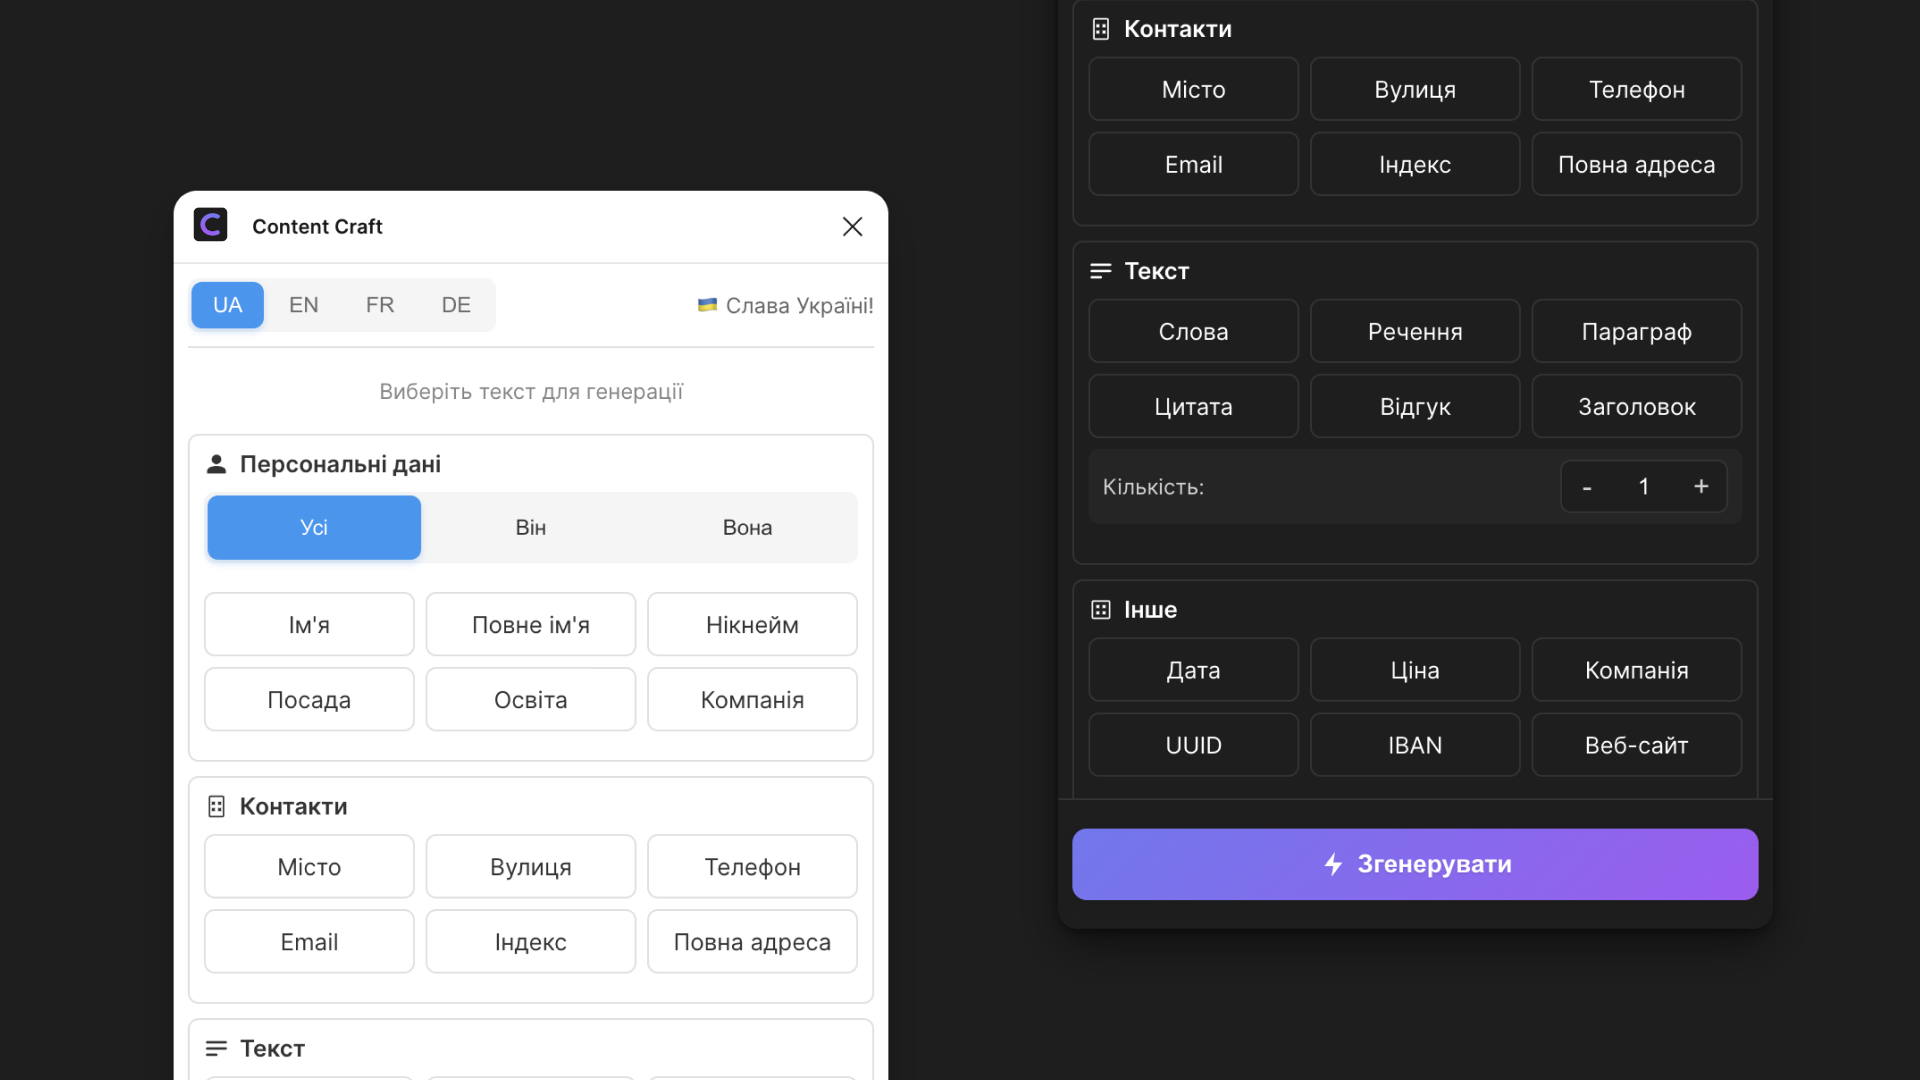 Content Craft
UA EN FR DE
🇺🇦 Слава Україні!
Виберіть текст для генерації
Персональні дані
Усі Він Вона
Ім'я Повне ім'я Нікнейм
Посада Освіта Компанія
Контакти
Місто Вулиця Телефон
Email Індекс Повна адреса
Текст
Контакти
Місто Вулиця Телефон
Email Індекс Повна адреса
Текст
Слова Речення Параграф
Цитата Відгук Заголовок
Кількість: - 1 +
Інше
Дата Ціна Компанія
UUID IBAN Веб-сайт
Згенерувати